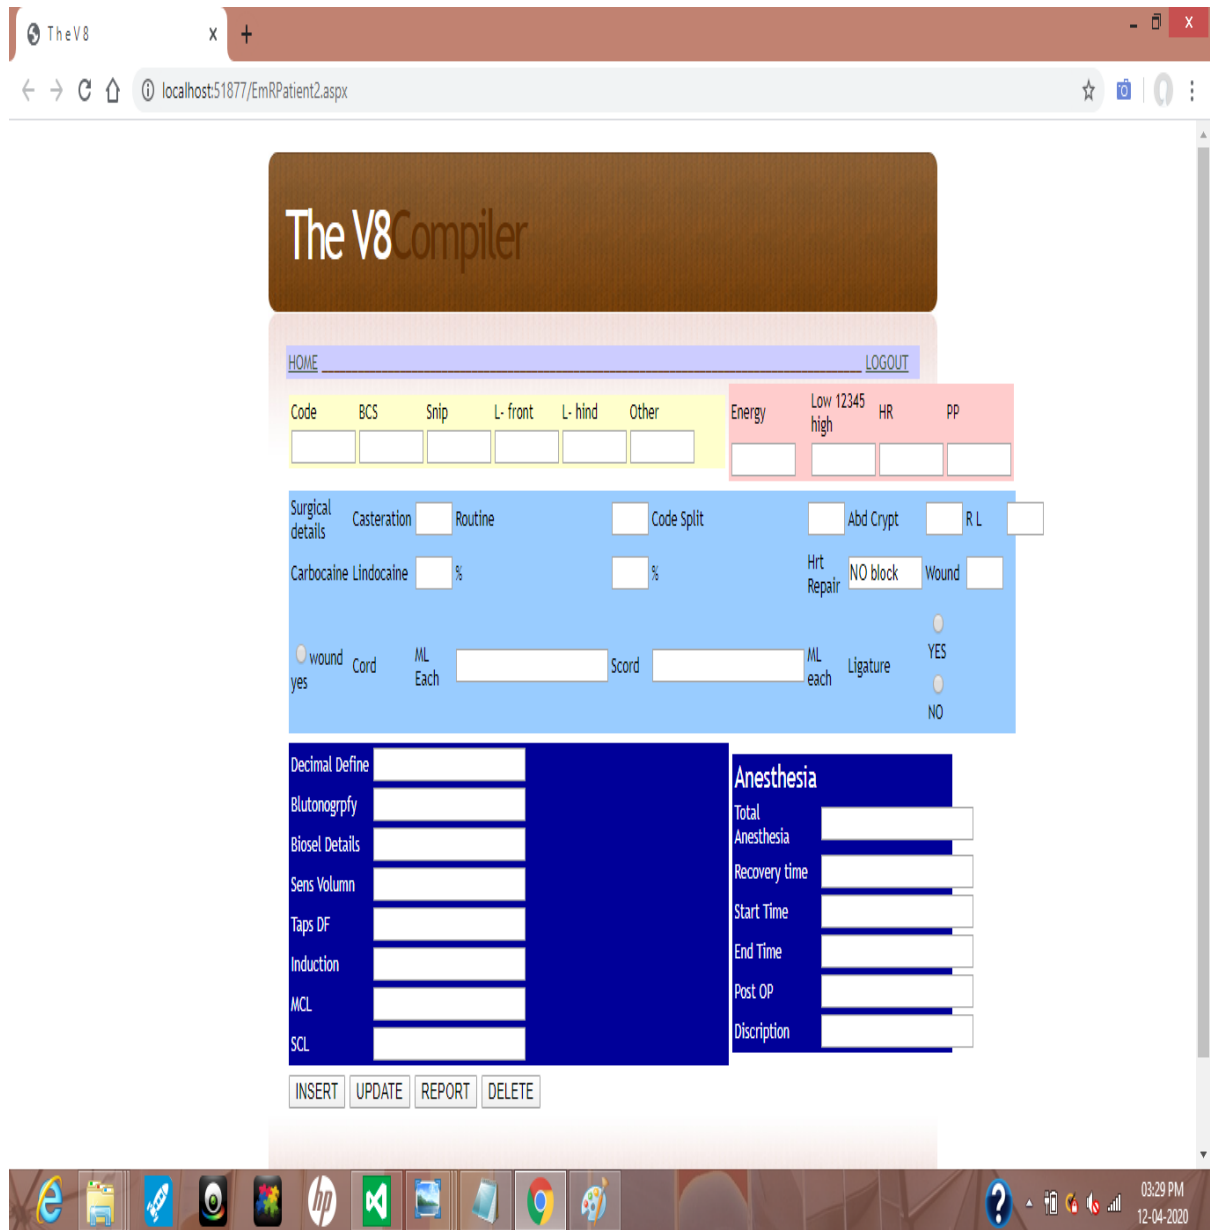 TheV8
localhost:51877/EmRPatient2.aspx
The V8Compiler
HOME LOGOUT
Code BCS Snip L- front L- hind Other Energy Low 12345 high HR PP
Surgical details Casteration Routine Code Split Abd Crypt R L
Carbocaine Lindocaine % % Hrt Repair NO block Wound
wound yes Cord ML Each Scord ML each Ligature YES NO
Decimal Define
Blutonogrpfy
Biosel Details
Sens Volumn
Taps DF
Induction
MCL
SCL
Anesthesia
Total Anesthesia
Recovery time
Start Time
End Time
Post OP
Discription
INSERT UPDATE REPORT DELETE
hp
03:29 PM
12-04-2020